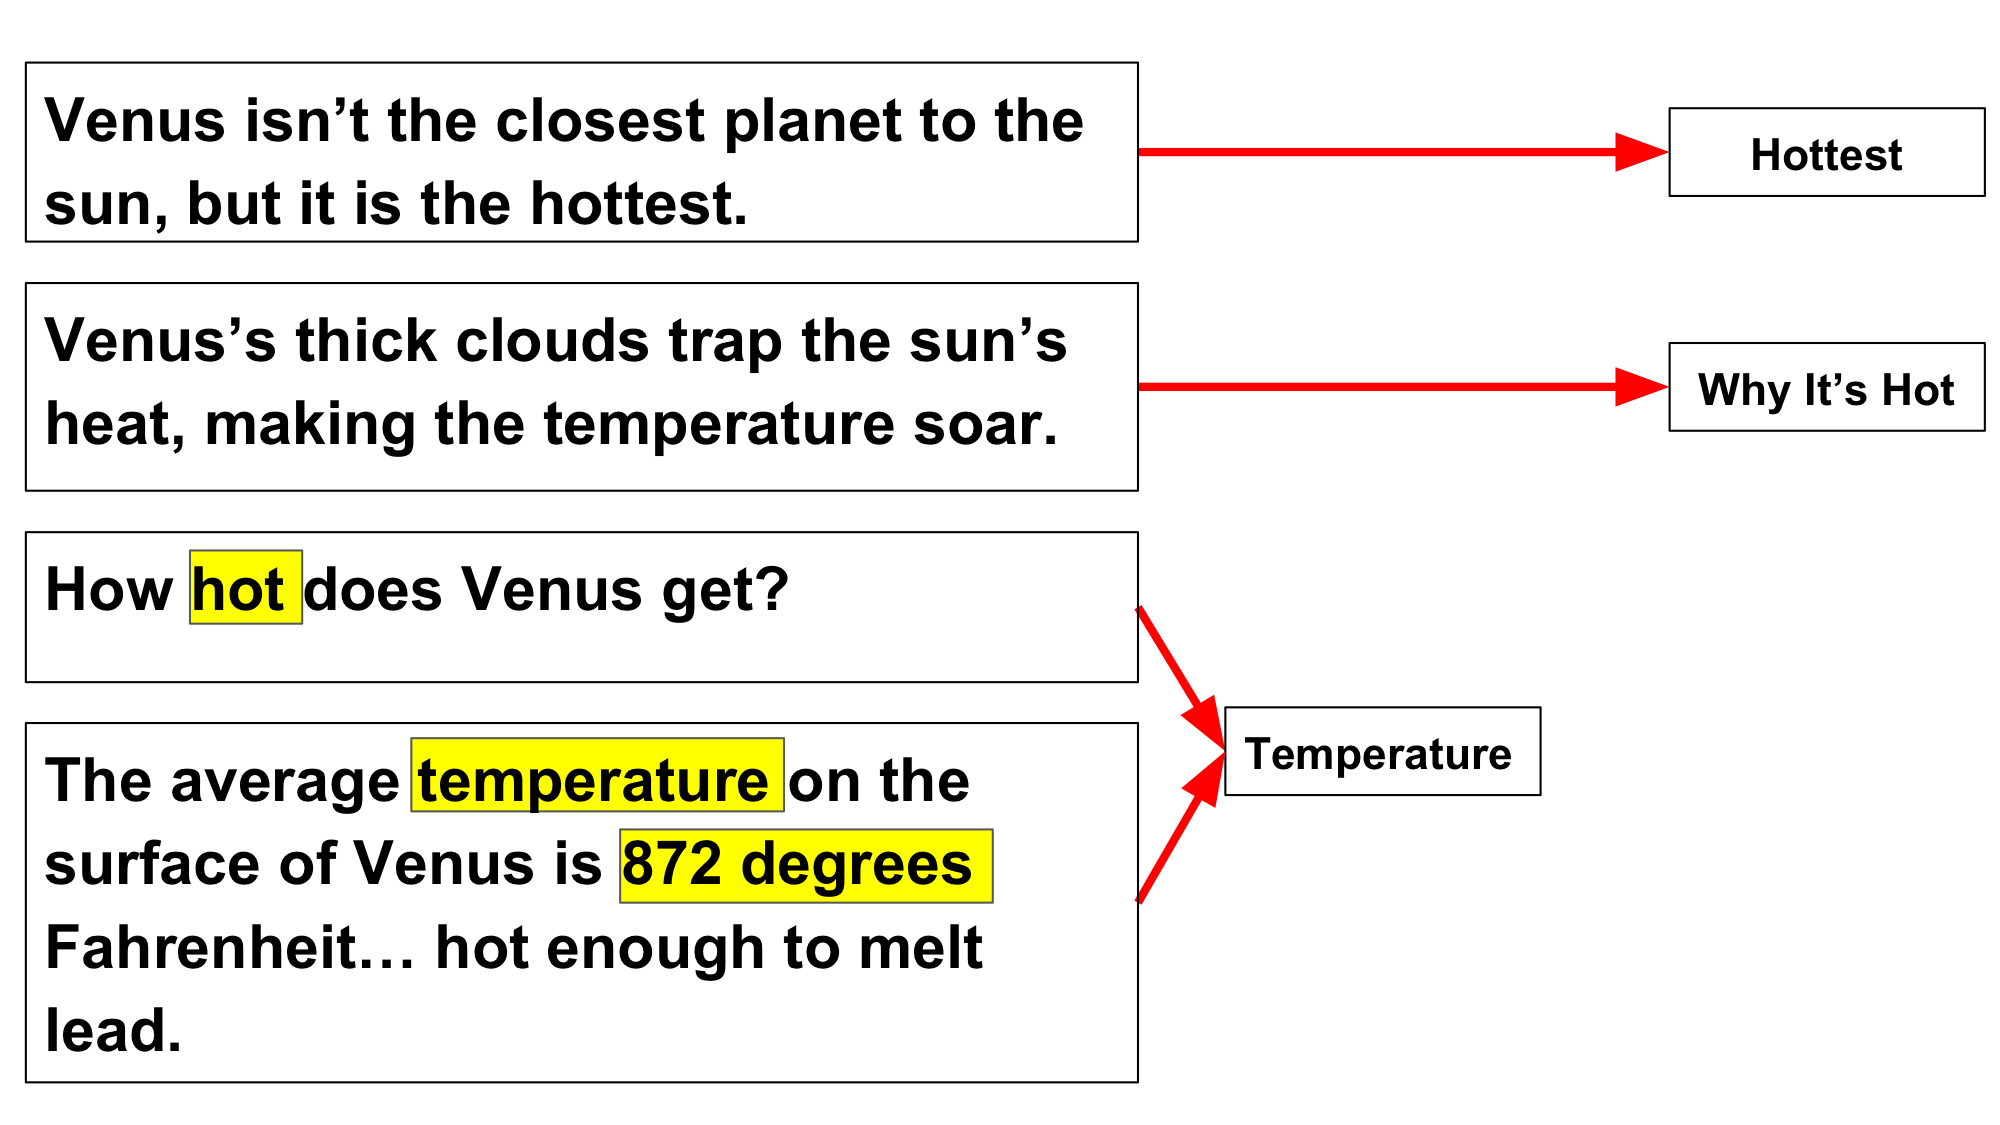 Venus isn’t the closest planet to the
sun, but it is the hottest.
Hottest
Venus’s thick clouds trap the sun’s
heat, making the temperature soar.
Why It’s Hot
How hot does Venus get?
The average temperature on the
surface of Venus is 872 degrees
Fahrenheit… hot enough to melt
lead.
Temperature